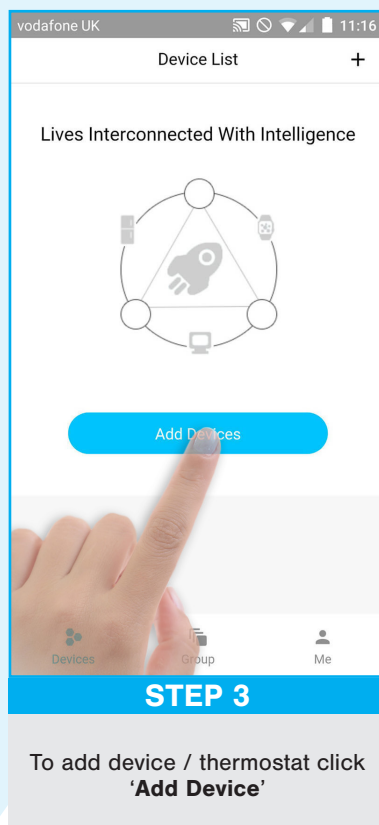 vodafone UK 11:16
Device List +
Lives Interconnected With Intelligence
Add Devices
Devices Group Me
STEP 3
To add device / thermostat click
‘Add Device’